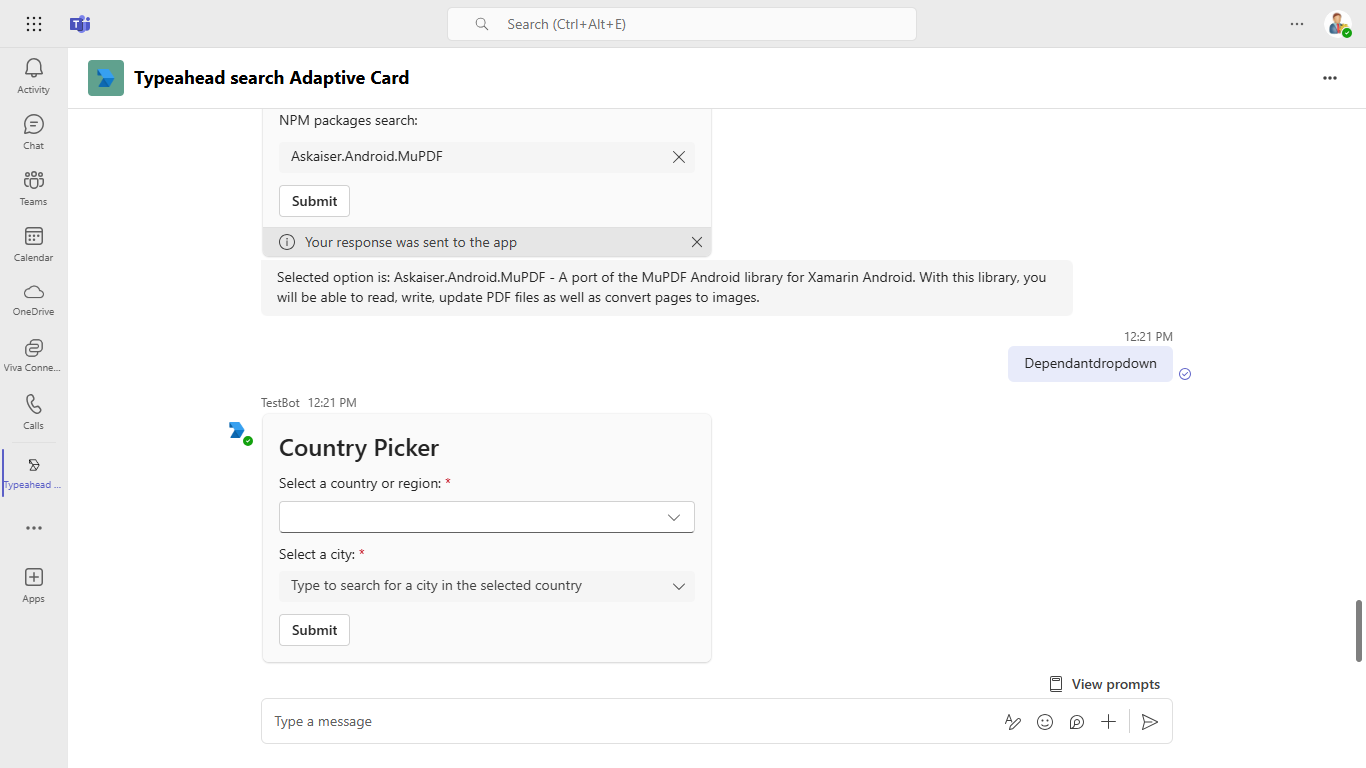 Search (Ctrl+Alt+E)
Activity
Chat
Teams
Calendar
OneDrive
Viva Conne...
Calls
Typeahead ...
Apps
Typeahead search Adaptive Card
NPM packages search:
Askaiser.Android.MuPDF
Submit
Your response was sent to the app
Selected option is: Askaiser.Android.MuPDF - A port of the MuPDF Android library for Xamarin Android. With this library, you
will be able to read, write, update PDF files as well as convert pages to images.
12:21 PM
Dependantdropdown
TestBot 12:21 PM
Country Picker
Select a country or region: *
Select a city: *
Type to search for a city in the selected country
Submit
View prompts
Type a message